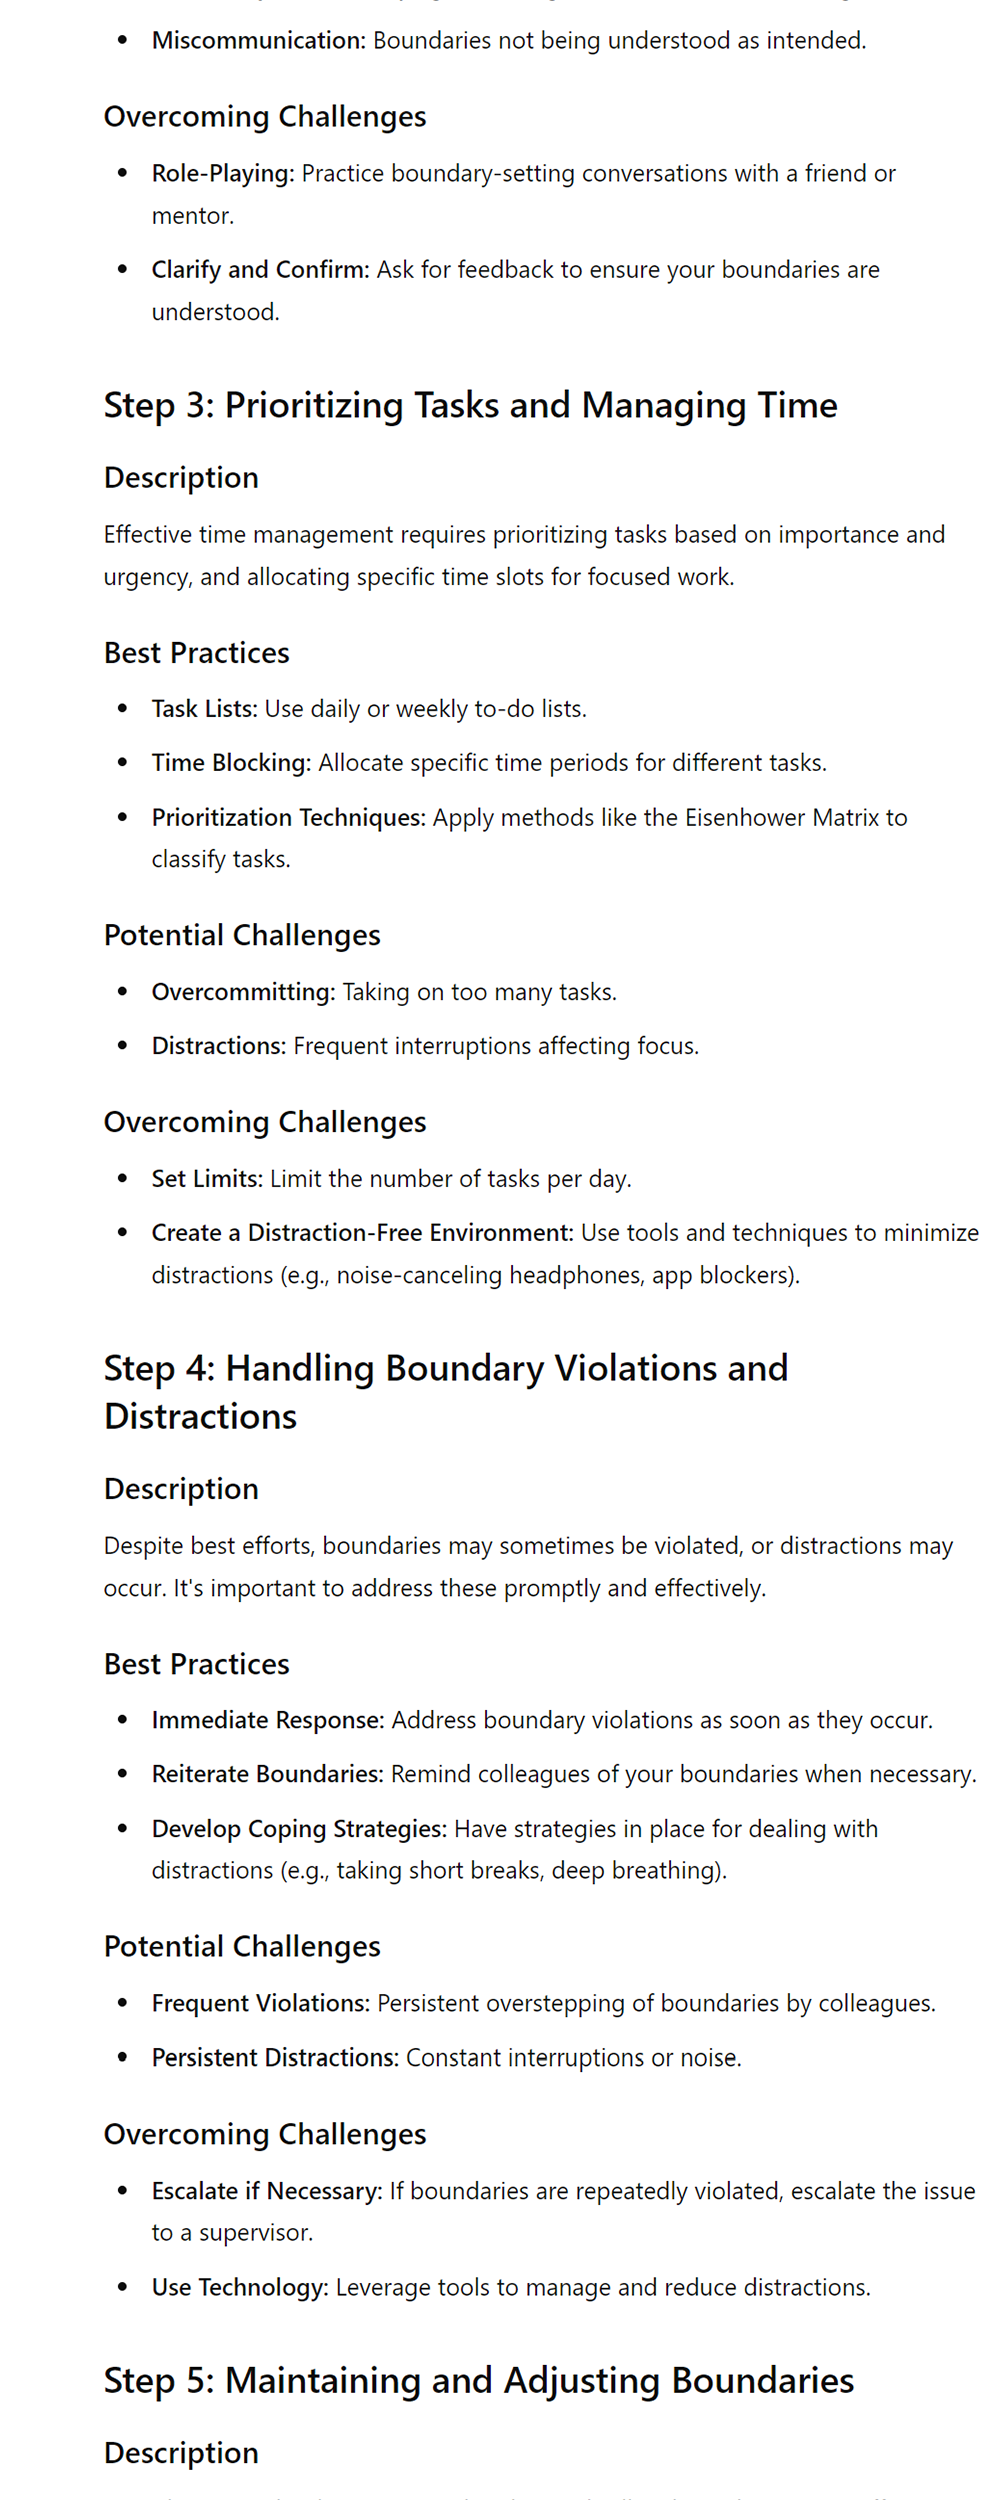 Miscommunication: Boundaries not being understood as intended.
Overcoming Challenges
Role-Playing: Practice boundary-setting conversations with a friend or
mentor.
Clarify and Confirm: Ask for feedback to ensure your boundaries are
understood.
Step 3: Prioritizing Tasks and Managing Time
Description
Effective time management requires prioritizing tasks based on importance and
urgency, and allocating specific time slots for focused work.
Best Practices
Task Lists: Use daily or weekly to-do lists.
Time Blocking: Allocate specific time periods for different tasks.
Prioritization Techniques: Apply methods like the Eisenhower Matrix to
classify tasks.
Potential Challenges
Overcommitting: Taking on too many tasks.
Distractions: Frequent interruptions affecting focus.
Overcoming Challenges
Set Limits: Limit the number of tasks per day.
Create a Distraction-Free Environment: Use tools and techniques to minimize
distractions (e.g., noise-canceling headphones, app blockers).
Step 4: Handling Boundary Violations and
Distractions
Description
Despite best efforts, boundaries may sometimes be violated, or distractions may
occur. It's important to address these promptly and effectively.
Best Practices
Immediate Response: Address boundary violations as soon as they occur.
Reiterate Boundaries: Remind colleagues of your boundaries when necessary.
Develop Coping Strategies: Have strategies in place for dealing with
distractions (e.g., taking short breaks, deep breathing).
Potential Challenges
Frequent Violations: Persistent overstepping of boundaries by colleagues.
Persistent Distractions: Constant interruptions or noise.
Overcoming Challenges
Escalate if Necessary: If boundaries are repeatedly violated, escalate the issue
to a supervisor.
Use Technology: Leverage tools to manage and reduce distractions.
Step 5: Maintaining and Adjusting Boundaries
Description